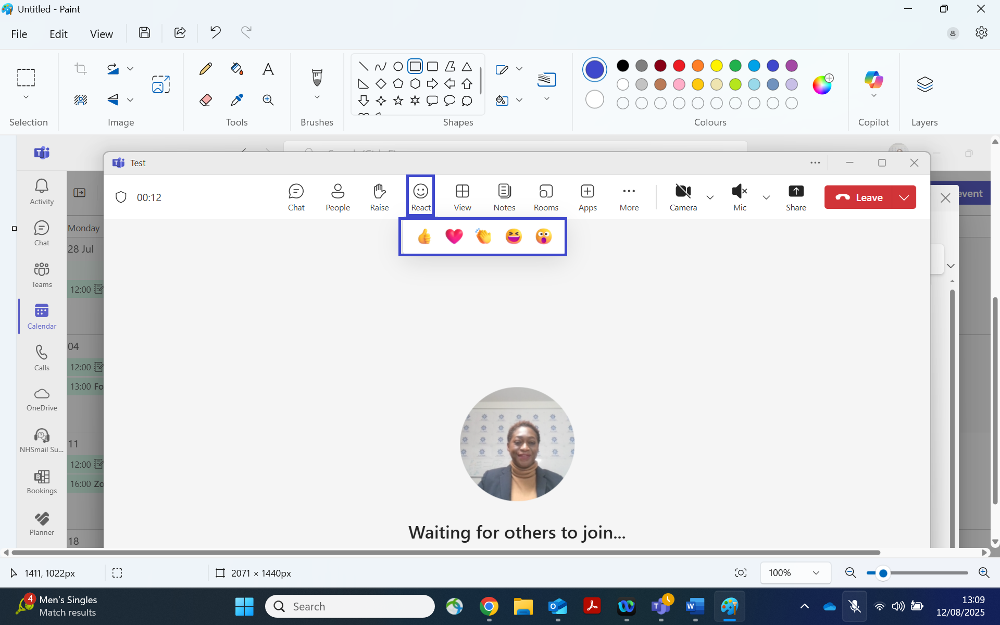 Untitled - Paint
File Edit View
Selection Image Tools Brushes Shapes Colours Copilot Layers
Test
00:12 Chat People Raise React View Notes Rooms Apps More Camera Mic Share Leave
event
Activity
Chat
Teams
Calendar
Calls
OneDrive
NHSmail Su...
Bookings
Planner
Monday
28 Jul
12:00
04
12:00
13:00 Fo
11
12:00
16:00 Zo
18
Waiting for others to join...
1411, 1022px 2071 × 1440px 100%
4 Men's Singles
Match results
Search
13:09
12/08/2025